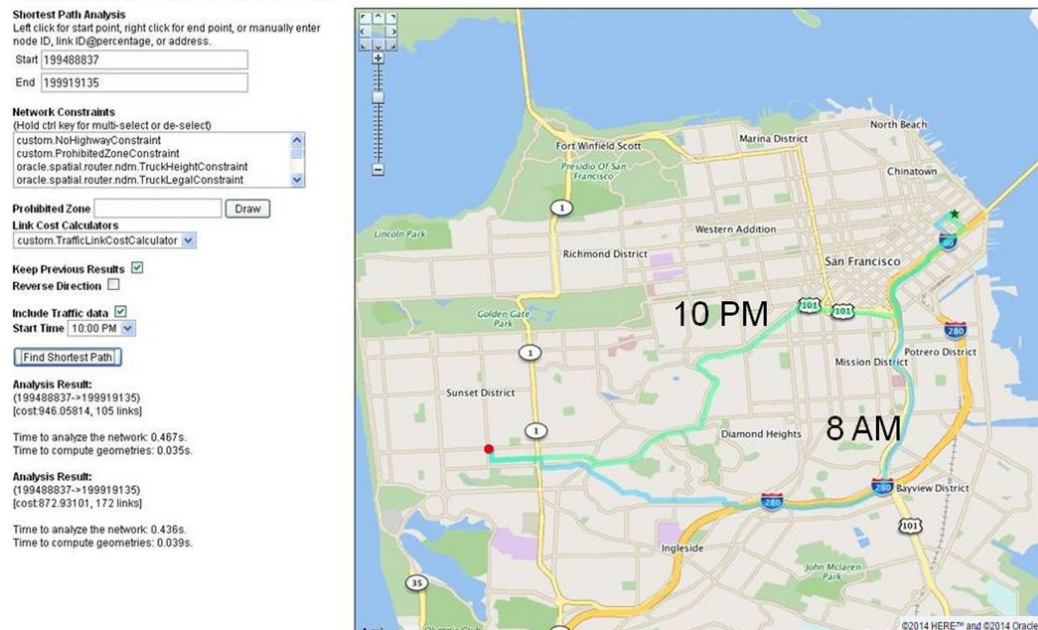 Shortest Path Analysis
Left click for start point, right click for end point, or manually enter
node ID, link ID@percentage, or address.
Start 199488837
End 199919135
Network Constraints
(Hold ctrl key for multi-select or de-select)
custom.NoHighwayConstraint
custom.ProhibitedZoneConstraint
oracle.spatial.router.ndm.TruckHeightConstraint
oracle.spatial.router.ndm.TruckLegalConstraint
Prohibited Zone Draw
Link Cost Calculators
custom.TrafficLinkCostCalculator
Keep Previous Results
Reverse Direction
Include Traffic data
Start Time 10:00 PM
Find Shortest Path
Analysis Result:
(199488837->199919135)
[cost:946.05814, 105 links]
Time to analyze the network: 0.467s.
Time to compute geometries: 0.035s.
Analysis Result:
(199488837->199919135)
[cost:872.93101, 172 links]
Time to analyze the network: 0.436s.
Time to compute geometries: 0.039s.
North Beach
Marina District
Fort Winfield Scott
Presidio Of San
Francisco
Chinatown
1
Lincoln Park
Western Addition
Richmond District
San Francisco
80
10 PM
101
101
Golden Gate
Park
280
1
Mission District
Potrero District
Sunset District
1
Diamond Heights
8 AM
280
280
Bayview District
101
Ingleside
John Mclaren
Park
35
©2014 HERE™ and ©2014 Oracle